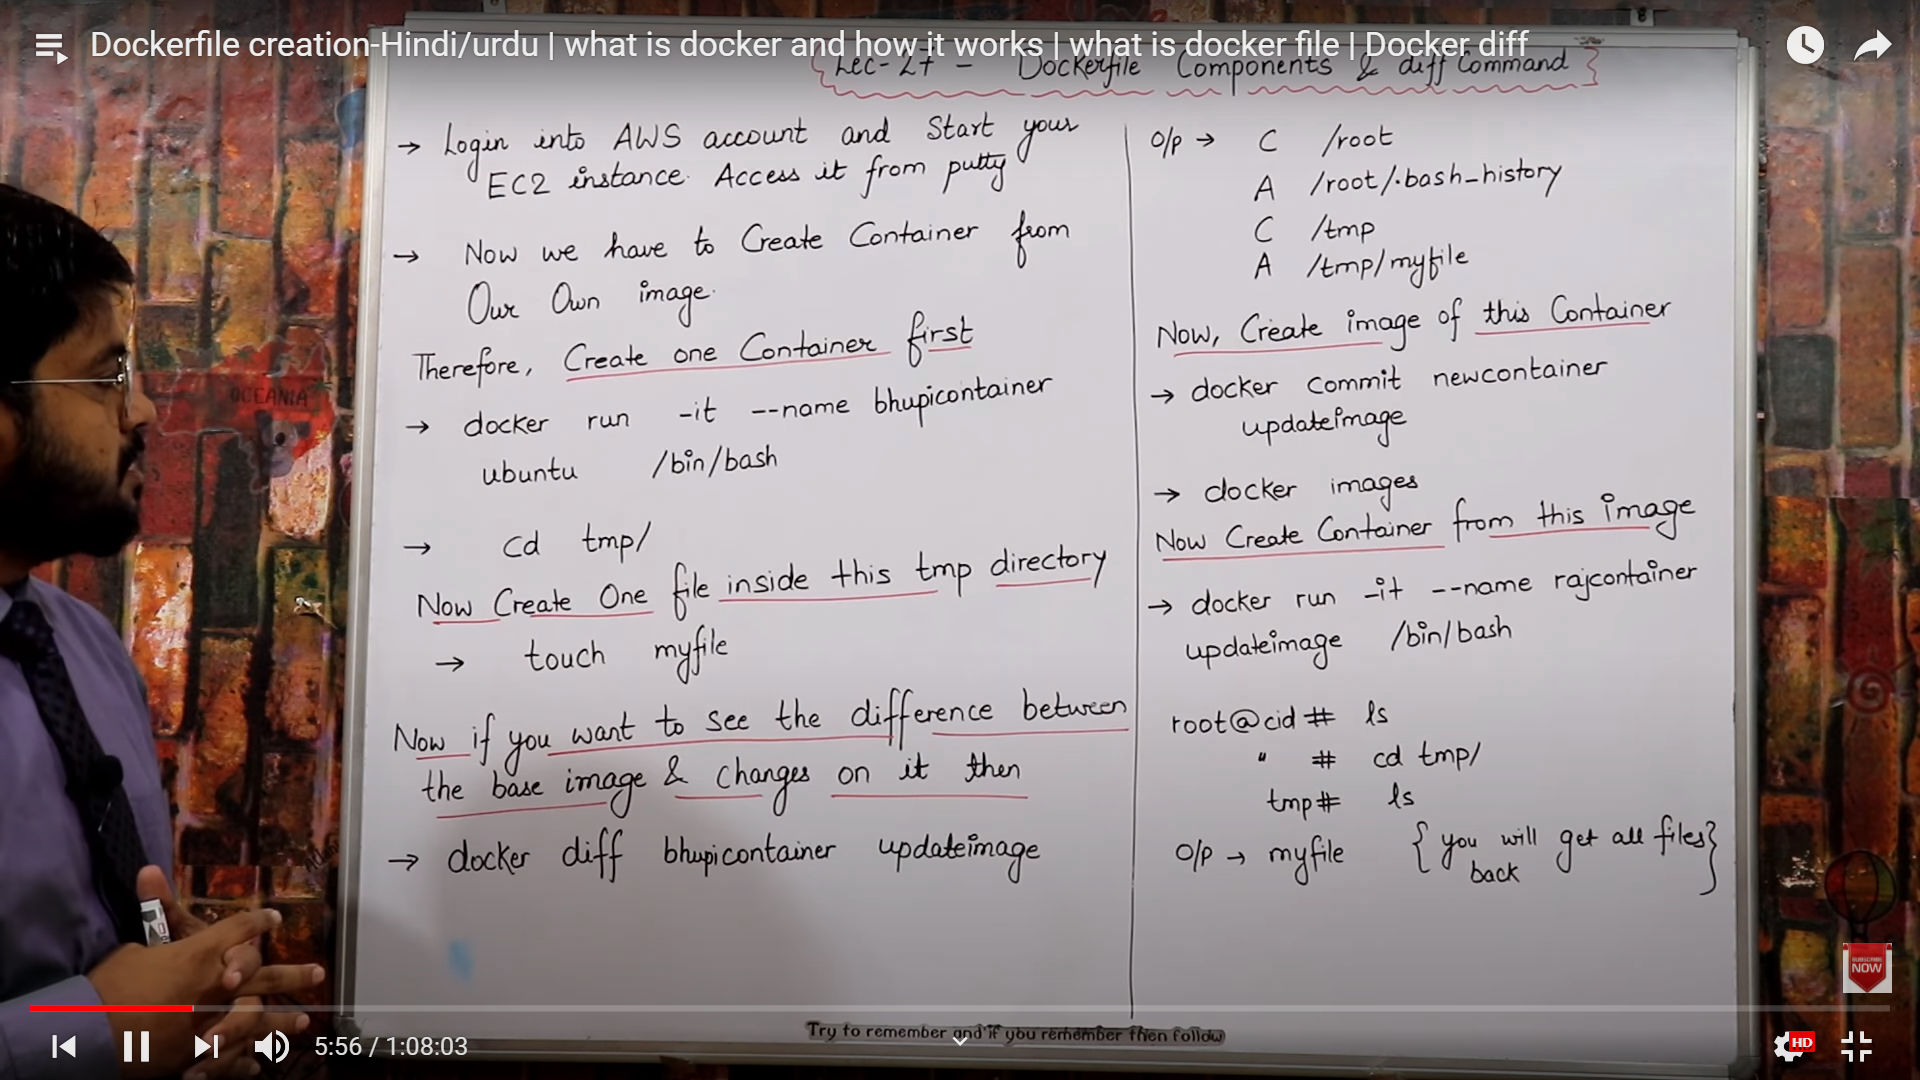 Dockerfile creation-Hindi/urdu | what is docker and how it works | what is docker file | Docker diff
Lec-27 - Dockerfile Components & diff Command
→ Login into AWS account and Start your
EC2 instance. Access it from putty
→ Now we have to Create Container from
Our Own image.
Therefore, Create one Container first
→ docker run -it --name bhupicontainer
ubuntu /bin/bash
→ cd tmp/
Now Create One file inside this tmp directory
→ touch myfile
Now if you want to see the difference between
the base image & changes on it then
→ docker diff bhupicontainer updateimage
O/p → C /root
A /root/.bash_history
C /tmp
A /tmp/myfile
Now, Create image of this Container
→ docker commit newcontainer
updateimage
→ docker images
Now Create Container from this image
→ docker run -it --name rajcontainer
updateimage /bin/bash
root@cid # ls
" # cd tmp/
tmp# ls
O/p → myfile { you will get all files
back }
OCEANIA
SUBSCRIBE
NOW
Try to remember and if you remember then follow
5:56 / 1:08:03
HD